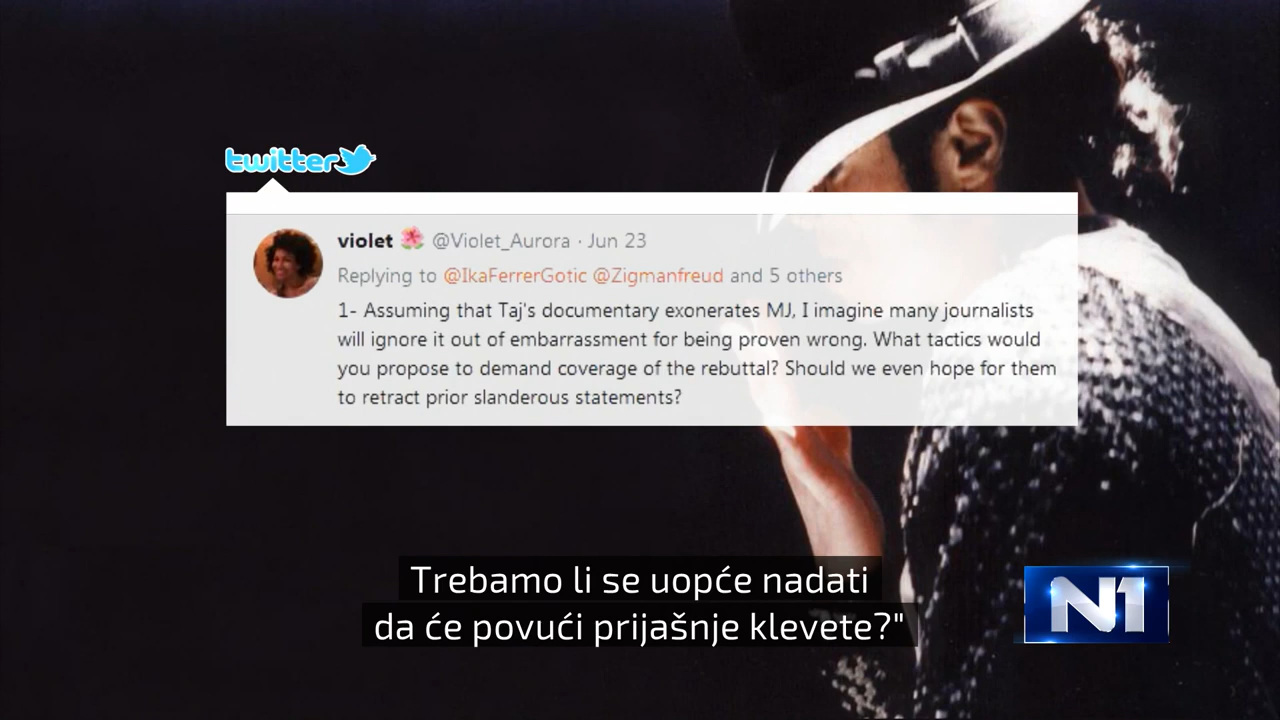 twitter
violet @Violet_Aurora · Jun 23
Replying to @IkaFerrerGotic @Zigmanfreud and 5 others
1- Assuming that Taj's documentary exonerates MJ, I imagine many journalists
will ignore it out of embarrassment for being proven wrong. What tactics would
you propose to demand coverage of the rebuttal? Should we even hope for them
to retract prior slanderous statements?
Trebamo li se uopće nadati
da će povući prijašnje klevete?"
N1